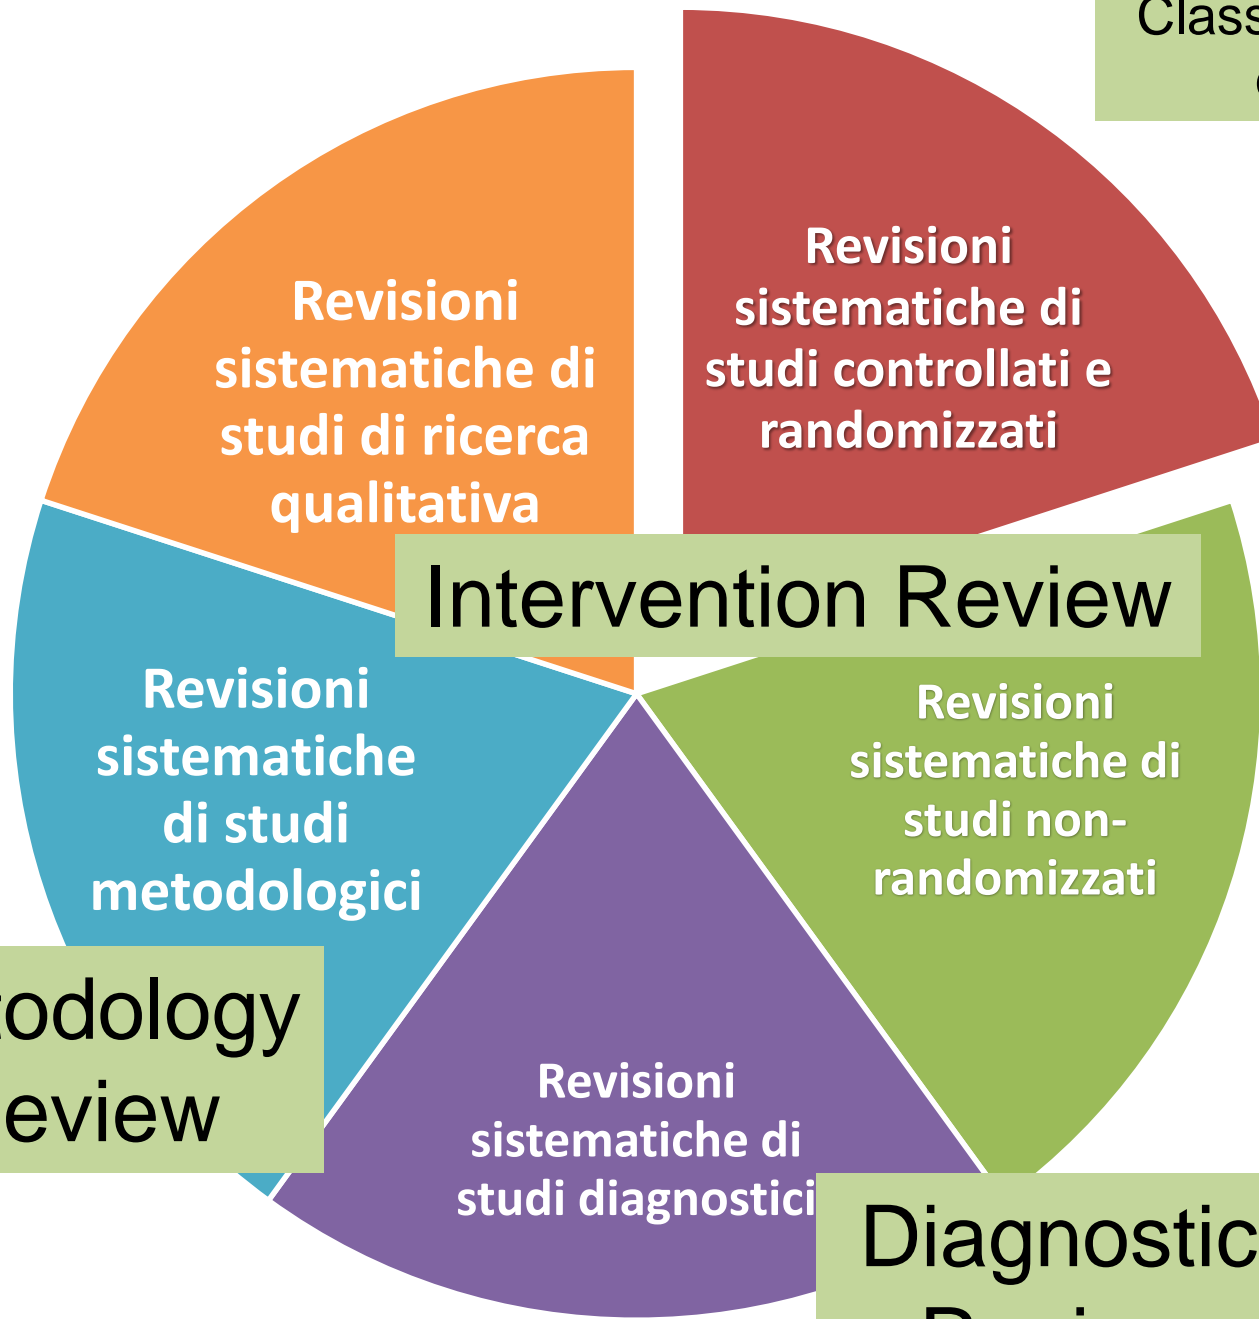 Revisioni
sistematiche di
studi controllati e
randomizzati
Revisioni
sistematiche di
studi di ricerca
qualitativa
Intervention Review
Revisioni
sistematiche di
studi non-
randomizzati
Revisioni
sistematiche
di studi
metodologici
todology
eview
Revisioni
sistematiche di
studi diagnostici
Diagnostic